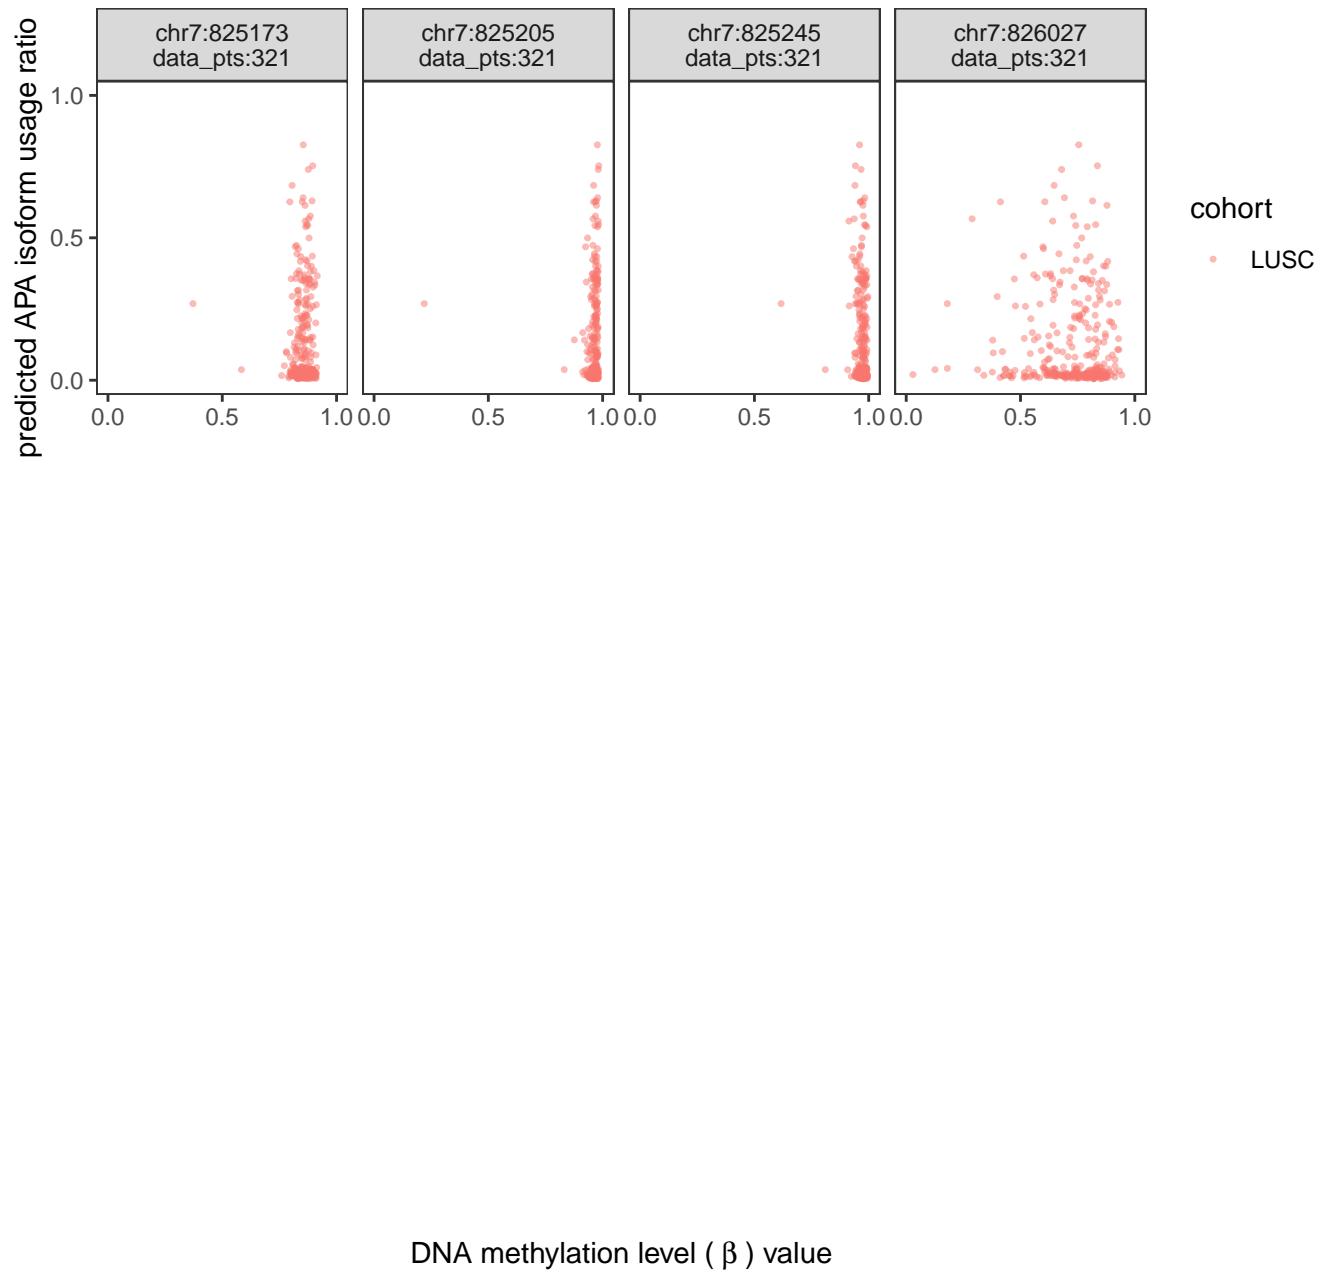 chr7:825173
data_pts:321
chr7:825205
data_pts:321
chr7:825245
data_pts:321
chr7:826027
data_pts:321
predicted APA isoform usage ratio
1.0
0.5
0.0
0.0 0.5 1.0
0.0 0.5 1.0
0.0 0.5 1.0
0.0 0.5 1.0
cohort
LUSC
DNA methylation level ( β ) value